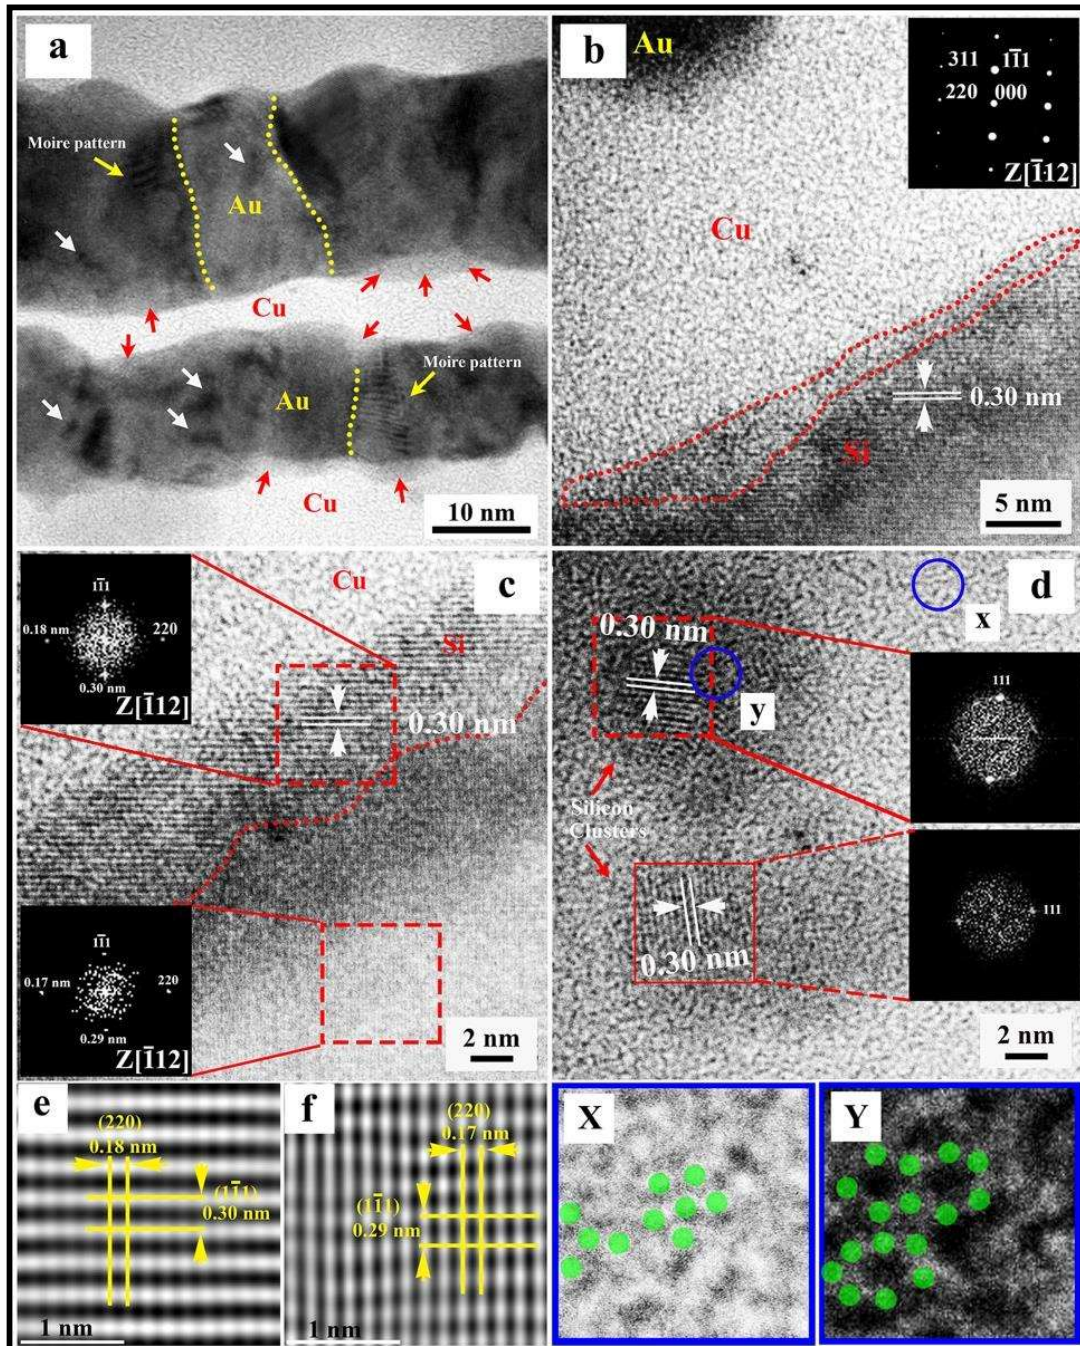 a
Moire pattern
Au
Cu
Au
Moire pattern
Cu
10 nm
Au
b
311 11̄1
220 000
Z[1̄12]
Cu
0.30 nm
Si
5 nm
Cu
c
11̄1
0.18 nm 220
0.30 nm
Z[1̄12]
Si
0.30 nm
11̄1
0.17 nm 220
0.29 nm
Z[1̄12]
2 nm
d
x
0.30 nm
y
111
Silicon
Clusters
0.30 nm
111
2 nm
e
(220)
0.18 nm
(11̄1)
0.30 nm
1 nm
f
(220)
0.17 nm
(11̄1)
0.29 nm
1 nm
X
Y